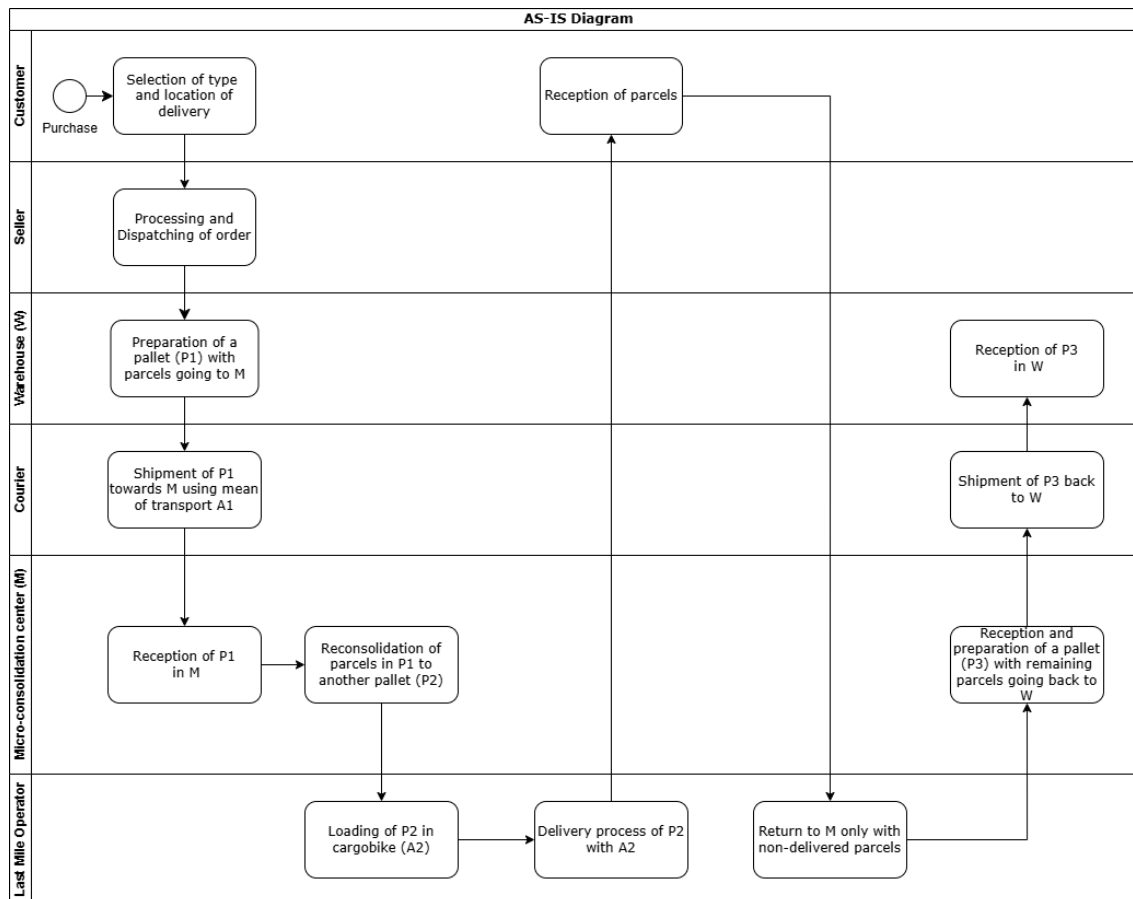 AS-IS Diagram
Customer
Purchase
Selection of type
and location of
delivery
Reception of parcels
Seller
Processing and
Dispatching of order
Warehouse (W)
Preparation of a
pallet (P1) with
parcels going to M
Reception of P3
in W
Courier
Shipment of P1
towards M using mean
of transport A1
Shipment of P3 back
to W
Micro-consolidation center (M)
Reception of P1
in M
Reconsolidation of
parcels in P1 to
another pallet (P2)
Reception and
preparation of a pallet
(P3) with remaining
parcels going back to
W
Last Mile Operator
Loading of P2 in
cargobike (A2)
Delivery process of P2
with A2
Return to M only with
non-delivered parcels